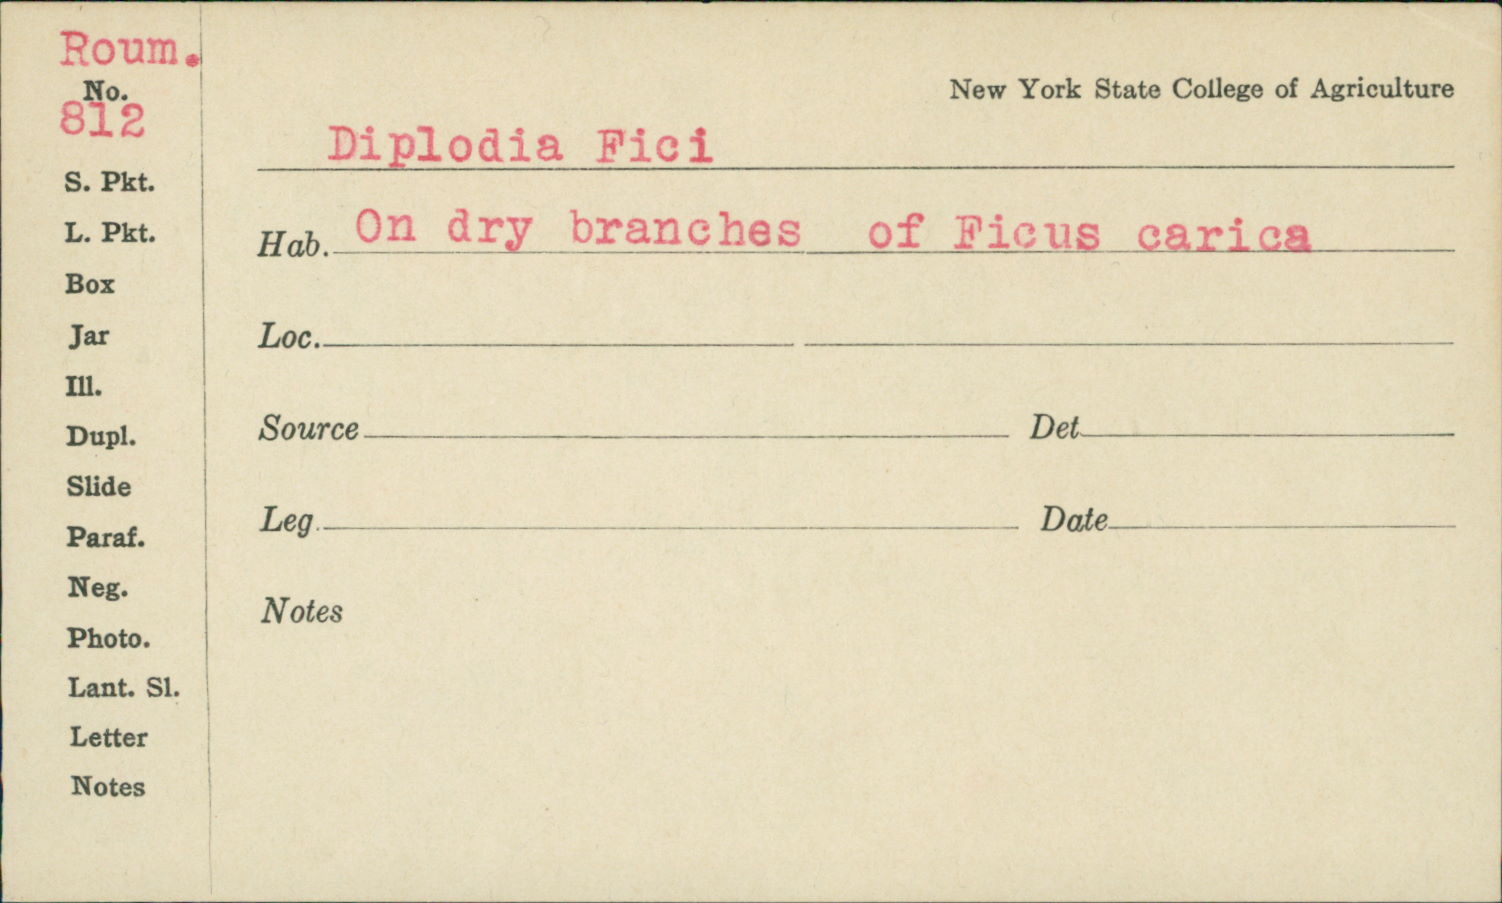 Roum.
No.
812
New York State College of Agriculture
Diplodia Fici
S. Pkt.
L. Pkt.
Hab. On dry branches of Ficus carica
Box
Jar
Loc.
Ill.
Dupl.
Source Det.
Slide
Leg. Date
Paraf.
Neg.
Notes
Photo.
Lant. Sl.
Letter
Notes